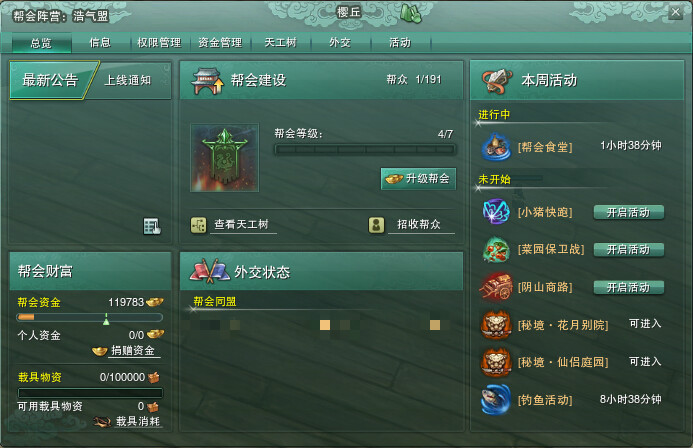 帮会阵营：浩气盟
樱丘
总览 信息 权限管理 资金管理 天工树 外交 活动
最新公告 上线通知
帮会建设 帮众 1/191
帮会等级： 4/7
升级帮会
查看天工树 招收帮众
帮会财富
帮会资金 119783
个人资金 0/0
捐赠资金
载具物资 0/100000
可用载具物资 0
载具消耗
外交状态
帮会同盟
本周活动
进行中
[帮会食堂] 1小时38分钟
未开始
[小猪快跑] 开启活动
[菜园保卫战] 开启活动
[阴山商路] 开启活动
[秘境·花月别院] 可进入
[秘境·仙侣庭园] 可进入
[钓鱼活动] 8小时38分钟